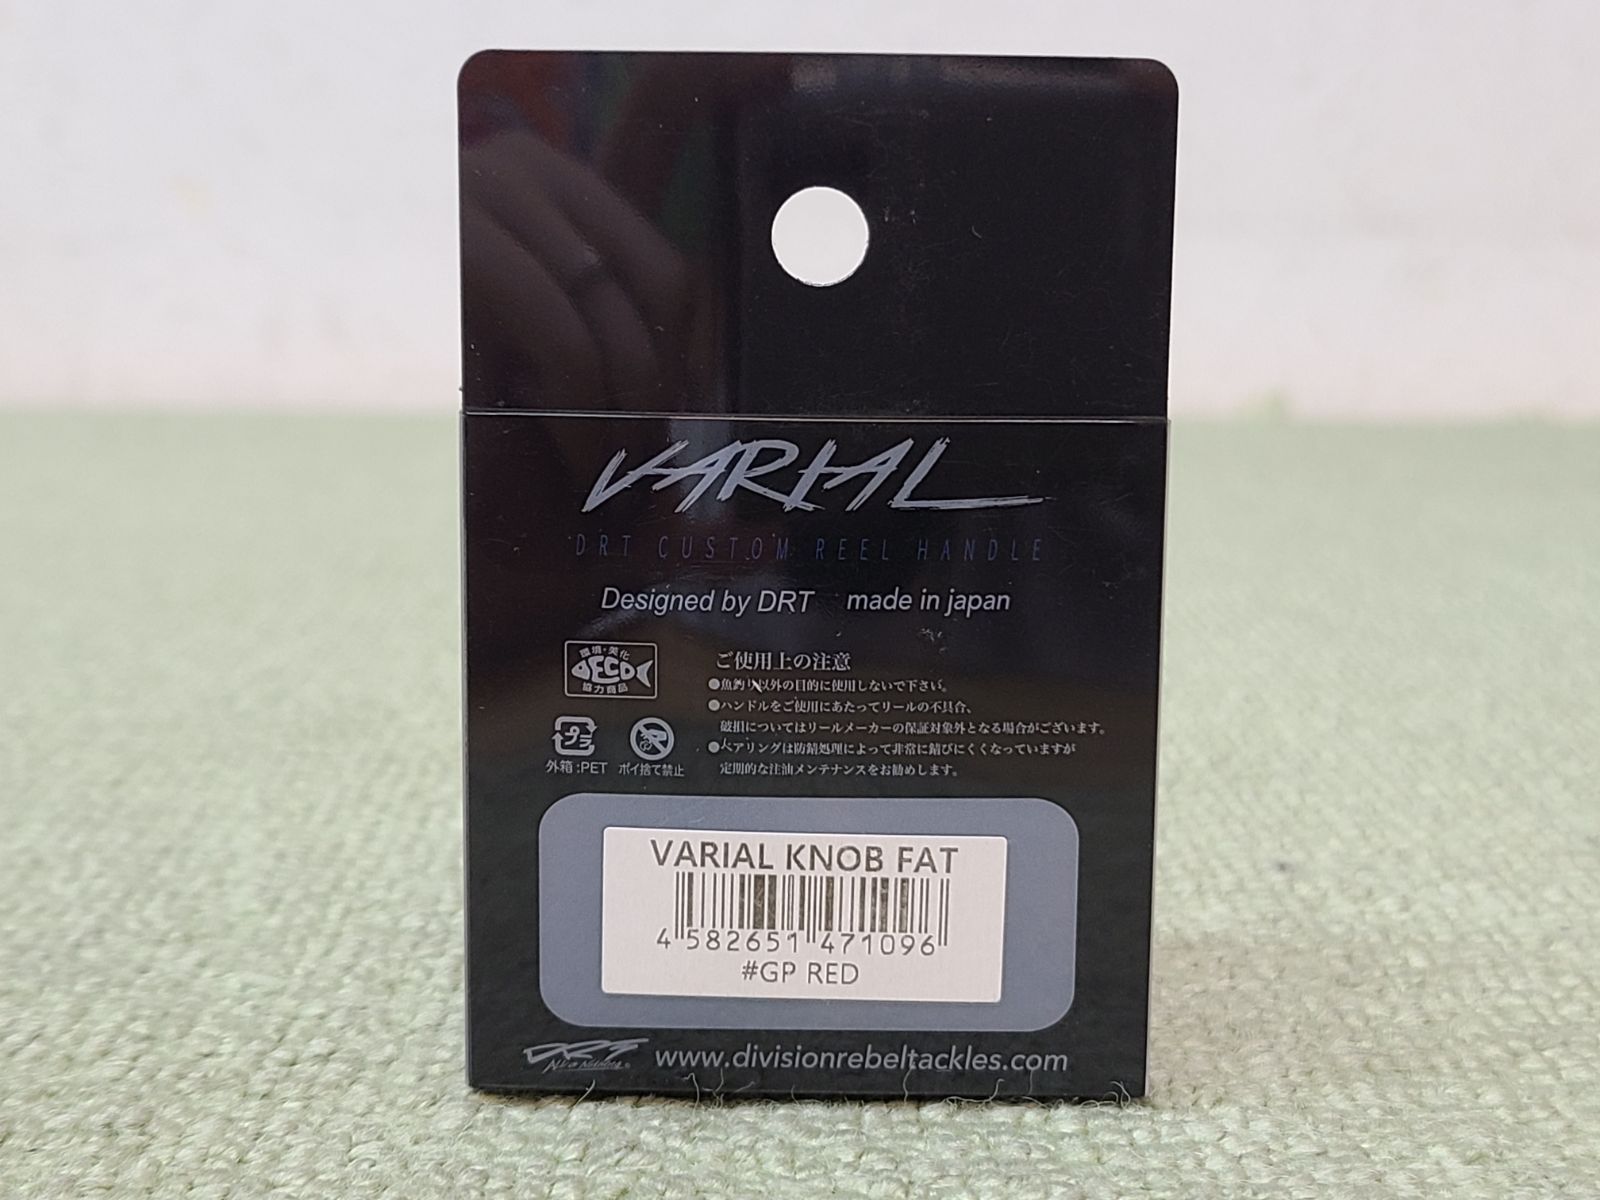 VARIAL
DRT CUSTOM REEL HANDLE
Designed by DRT made in japan
環境・美化
ECO
協力商品
プラ
外箱:PET ポイ捨て禁止
ご使用上の注意
●魚釣り以外の目的に使用しないで下さい。
●ハンドルをご使用にあたってリールの不具合、
破損についてはリールメーカーの保証対象外となる場合がございます。
●ベアリングは防錆処理によって非常に錆びにくくなっていますが
定期的な注油メンテナンスをお勧めします。
VARIAL KNOB FAT
4 582651 471096
#GP RED
DRT www.divisionrebeltackles.com